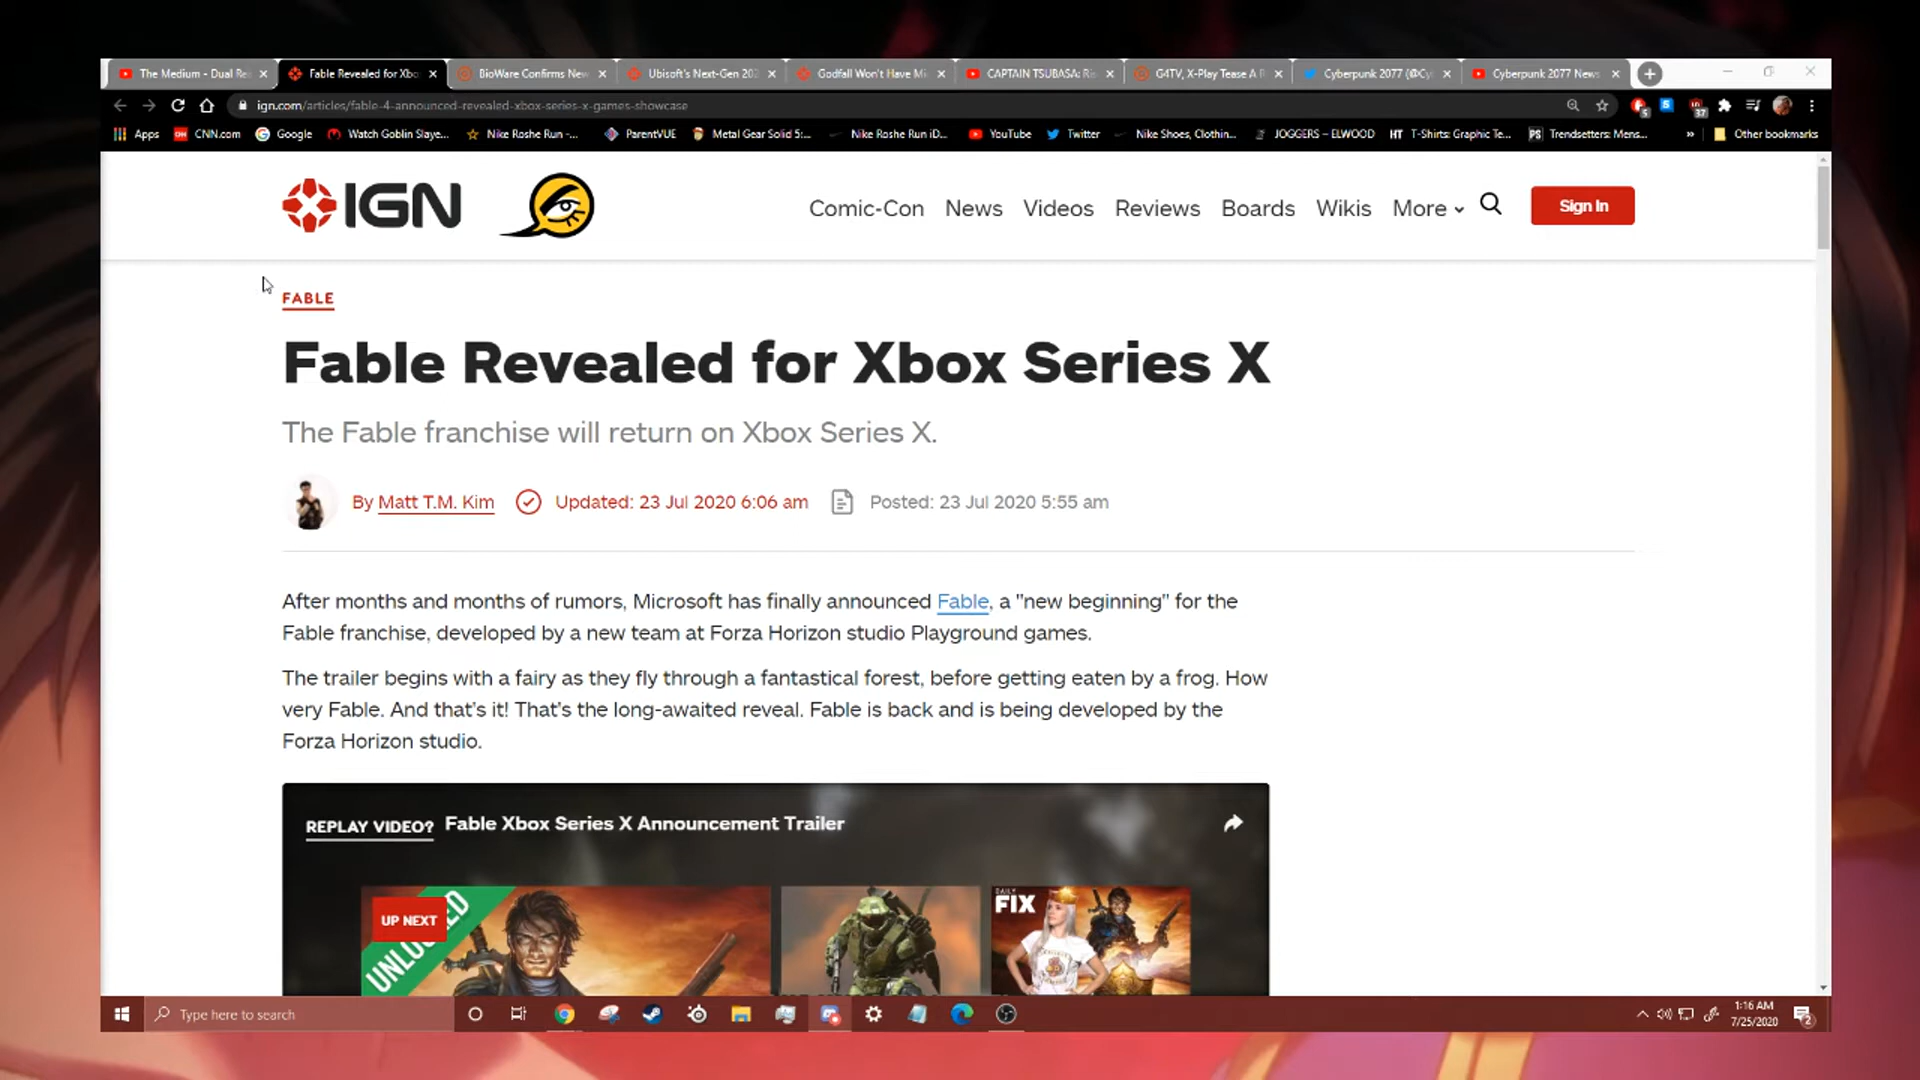 The Medium - Dual Re
Fable Revealed for Xbo
BioWare Confirms New
Ubisoft's Next-Gen 202
Godfall Won't Have Mi
CAPTAIN TSUBASA: Ris
G4TV, X-Play Tease A R
Cyberpunk 2077 (@Cy
Cyberpunk 2077 News
ign.com/articles/fable-4-announced-revealed-xbox-series-x-games-showcase
5
37
Apps
CNN.com
Google
Watch Goblin Slaye...
Nike Roshe Run -...
ParentVUE
Metal Gear Solid 5:...
Nike Roshe Run iD...
YouTube
Twitter
Nike Shoes, Clothin...
JOGGERS – ELWOOD
HT T-Shirts: Graphic Te...
PS Trendsetters: Mens...
»
Other bookmarks
IGN
Comic-Con
News
Videos
Reviews
Boards
Wikis
More
Sign In
FABLE
Fable Revealed for Xbox Series X
The Fable franchise will return on Xbox Series X.
By Matt T.M. Kim
Updated: 23 Jul 2020 6:06 am
Posted: 23 Jul 2020 5:55 am
After months and months of rumors, Microsoft has finally announced Fable, a "new beginning" for the
Fable franchise, developed by a new team at Forza Horizon studio Playground games.
The trailer begins with a fairy as they fly through a fantastical forest, before getting eaten by a frog. How
very Fable. And that's it! That's the long-awaited reveal. Fable is back and is being developed by the
Forza Horizon studio.
REPLAY VIDEO?
Fable Xbox Series X Announcement Trailer
UP NEXT
UNLOCKED
DAILY
FIX
Type here to search
1:16 AM
7/25/2020
2